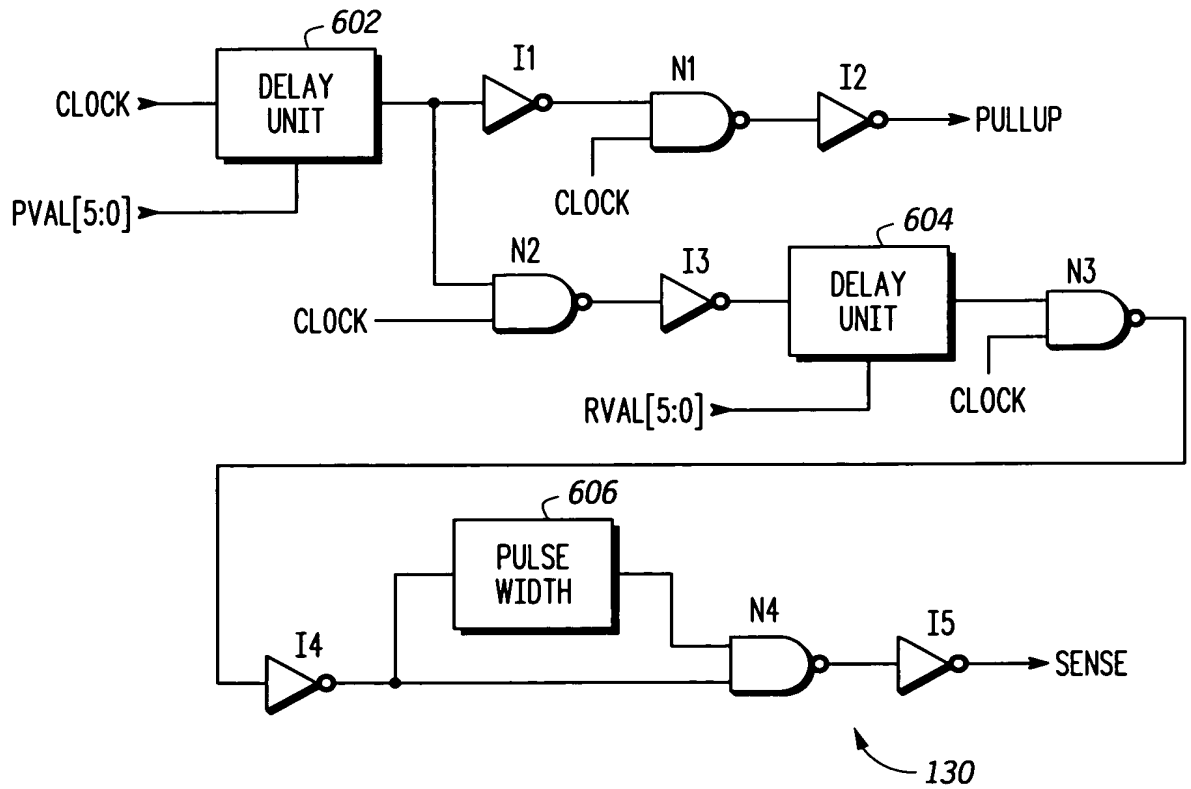 602
I1
N1
I2
CLOCK
DELAY
UNIT
PULLUP
PVAL[5:0]
CLOCK
604
N2
I3
N3
CLOCK
DELAY
UNIT
RVAL[5:0]
CLOCK
606
PULSE
WIDTH
N4
I4
I5
SENSE
130